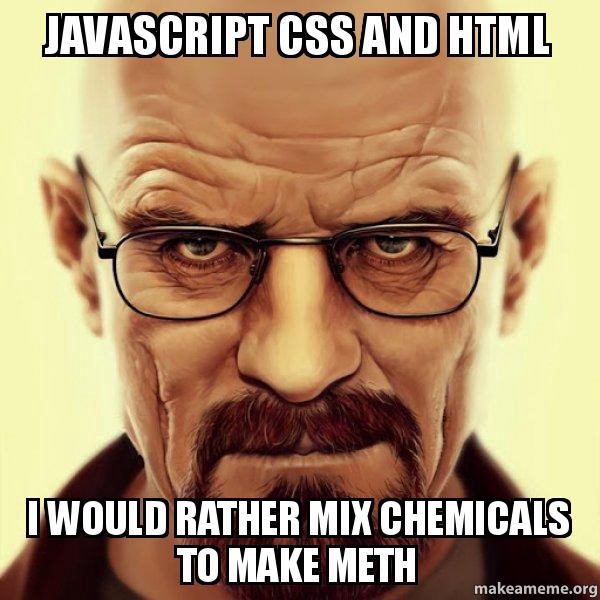 JAVASCRIPT CSS AND HTML
I WOULD RATHER MIX CHEMICALS
TO MAKE METH
makeameme.org